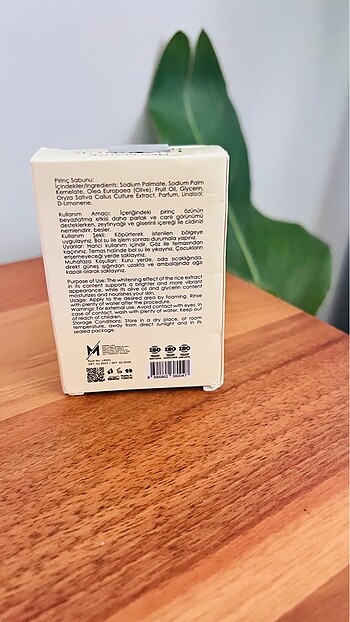 Pirinç Sabunu:
İçindekiler/Ingredients: Sodium Palmate, Sodium Palm
Kernelate, Olea Europaea (Olive), Fruit Oil, Glycerin,
Oryza Sativa Callus Culture Extract, Parfum, Linalool,
D-Limonene.
Kullanım Amacı: İçeriğindeki pirinç özünün
beyazlatma etkisi daha parlak ve canlı görünümü
desteklerken, zeytinyağı ve gliserinli içeriği ile cildinizi
nemlendirir, besler.
Kullanım Şekli: Köpürterek istenilen bölgeye
uygulayınız. Bol su ile işlem sonrası durumda yapınız.
Uyarılar: Harici kullanım içindir. Göz ile temasından
kaçınınız. Temas halinde bol su ile yıkayınız. Çocukların
erişemeyeceği yerde saklayınız.
Muhafaza Koşulları: Kuru yerde, oda sıcaklığında,
direkt güneş ışığından uzakta ve ambalajında ağzı
kapalı olarak saklayınız.
Purpose of Use: The whitening effect of the rice extract
in its content supports a brighter and more vibrant
appearance, while its olive oil and glycerin content
moisturizes and nourishes your skin.
Usage: Apply to the desired area by foaming. Rinse
with plenty of water after the procedure.
Warnings: For external use. Avoid contact with eyes. In
case of contact, wash with plenty of water. Keep out
of reach of children.
Storage Conditions: Store in a dry place, at room
temperature, away from direct sunlight and in its
sealed package.
M
ISO ISO ISO